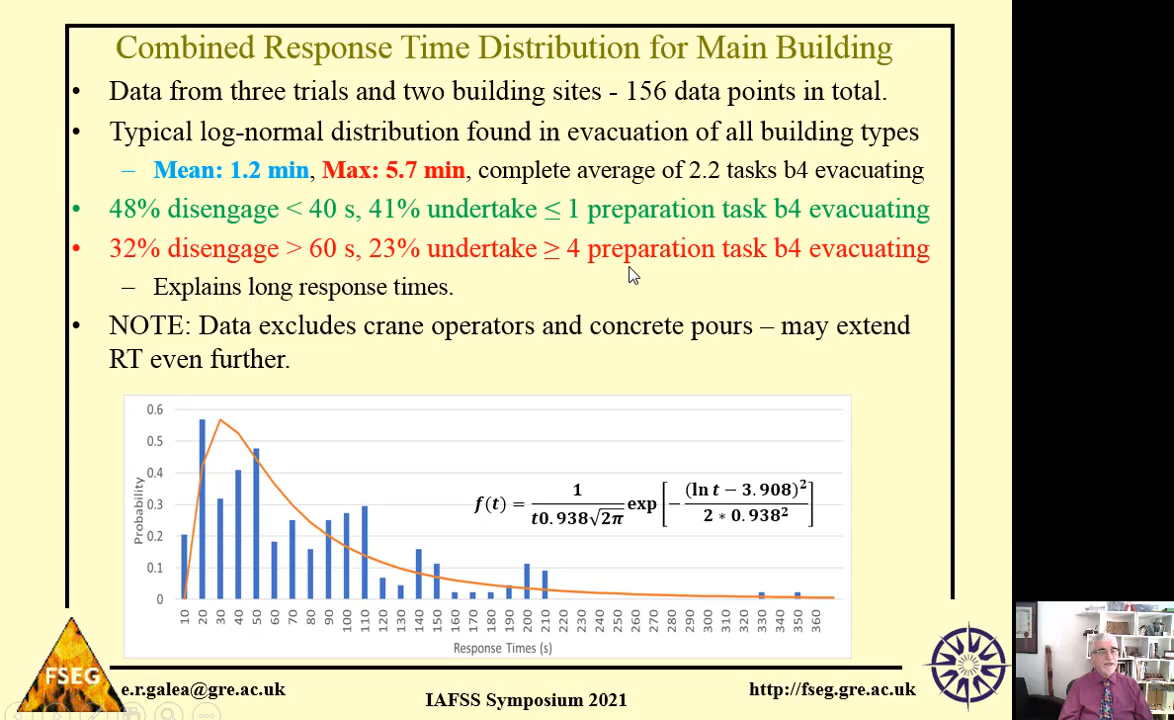 Combined Response Time Distribution for Main Building
• Data from three trials and two building sites - 156 data points in total.
• Typical log-normal distribution found in evacuation of all building types
– Mean: 1.2 min, Max: 5.7 min, complete average of 2.2 tasks b4 evacuating
• 48% disengage < 40 s, 41% undertake ≤ 1 preparation task b4 evacuating
• 32% disengage > 60 s, 23% undertake ≥ 4 preparation task b4 evacuating
– Explains long response times.
• NOTE: Data excludes crane operators and concrete pours – may extend
RT even further.
0.6
0.5
0.4
0.3
0.2
0.1
0
Probability
f(t) = 1 / (t0.938√2π) exp[−(ln t − 3.908)² / (2 * 0.938²)]
10 20 30 40 50 60 70 80 90 100 110 120 130 140 150 160 170 180 190 200 210 220 230 240 250 260 270 280 290 300 310 320 330 340 350 360
Response Times (s)
FSEG
e.r.galea@gre.ac.uk
IAFSS Symposium 2021
http://fseg.gre.ac.uk